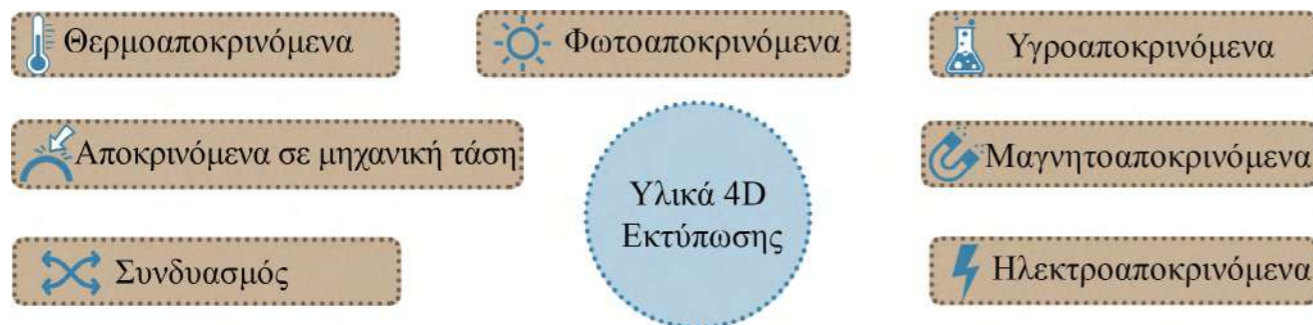 Θερμοαποκρινόμενα
Φωτοαποκρινόμενα
Υγροαποκρινόμενα
Αποκρινόμενα σε μηχανική τάση
Μαγνητοαποκρινόμενα
Υλικά 4D
Εκτύπωσης
Συνδυασμός
Ηλεκτροαποκρινόμενα